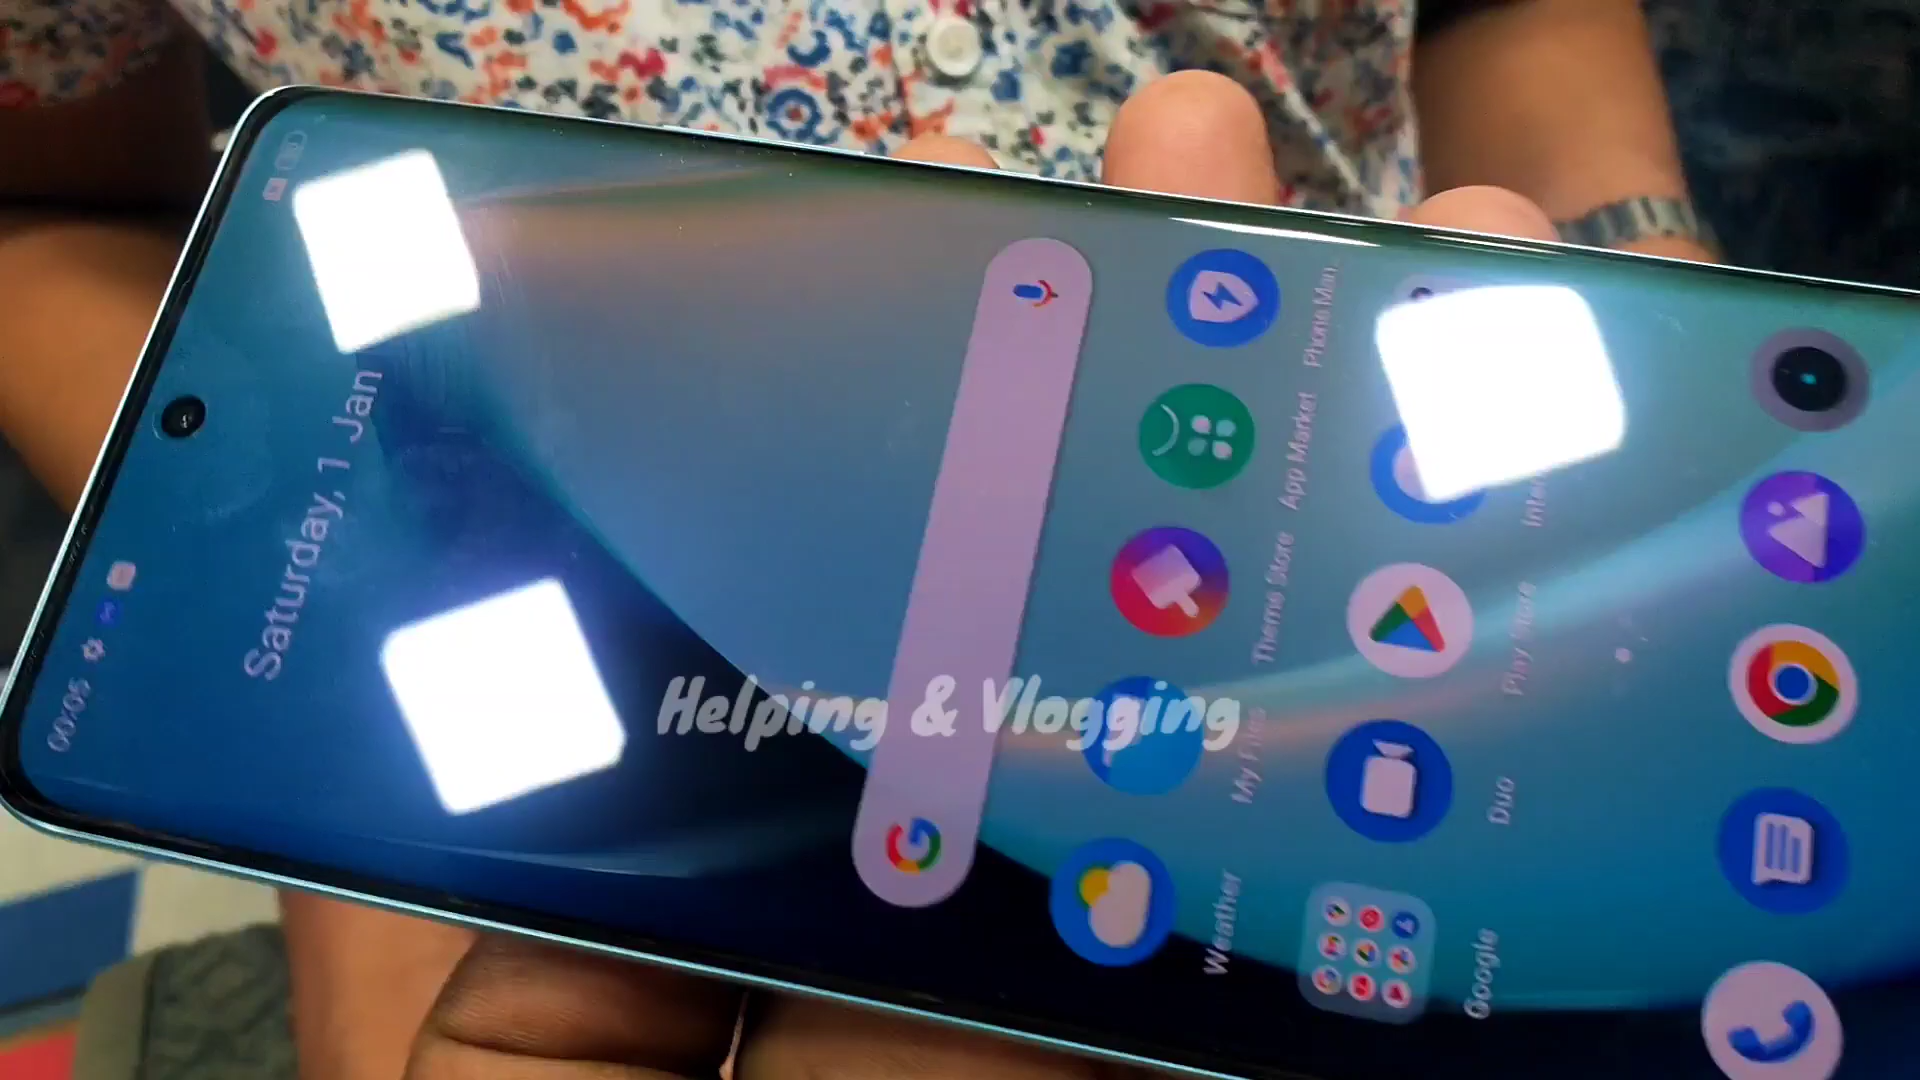 00:05
Saturday, 1 Jan
Helping & Vlogging
Weather
My Files
Theme Store
App Market
Phone Man...
Google
Duo
Play Store